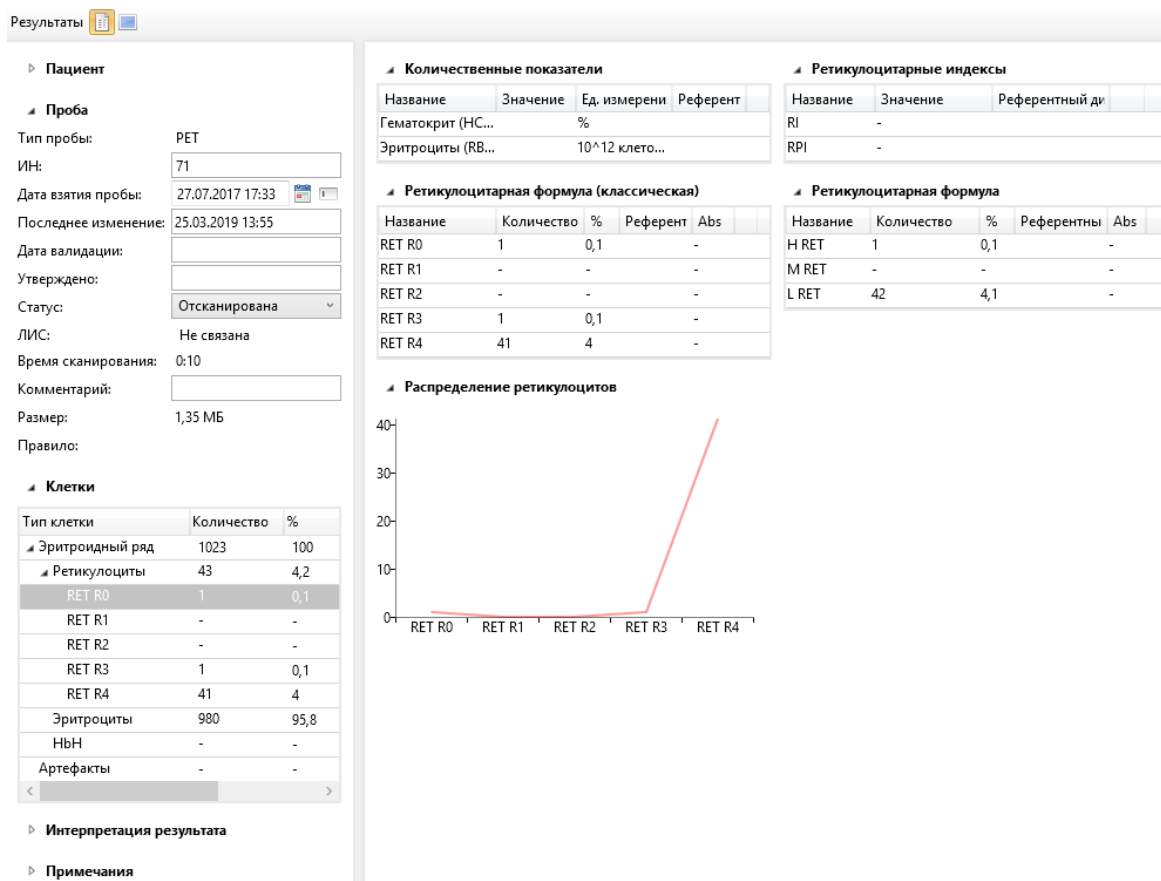 Результаты
Пациент
Проба
Тип пробы: РЕТ
ИН: 71
Дата взятия пробы: 27.07.2017 17:33
Последнее изменение: 25.03.2019 13:55
Дата валидации:
Утверждено:
Статус: Отсканирована
ЛИС: Не связана
Время сканирования: 0:10
Комментарий:
Размер: 1,35 МБ
Правило:
Клетки
Тип клетки Количество %
Эритроидный ряд 1023 100
Ретикулоциты 43 4,2
RET R0 1 0,1
RET R1 - -
RET R2 - -
RET R3 1 0,1
RET R4 41 4
Эритроциты 980 95,8
HbH - -
Артефакты - -
Интерпретация результата
Примечания
Количественные показатели
Название Значение Ед. измерени Референт
Гематокрит (HC... %
Эритроциты (RB... 10^12 клето...
Ретикулоцитарные индексы
Название Значение Референтный ди
RI -
RPI -
Ретикулоцитарная формула (классическая)
Название Количество % Референт Abs
RET R0 1 0,1 -
RET R1 - - -
RET R2 - - -
RET R3 1 0,1 -
RET R4 41 4 -
Ретикулоцитарная формула
Название Количество % Референтны Abs
H RET 1 0,1 -
M RET - - -
L RET 42 4,1 -
Распределение ретикулоцитов
40
30
20
10
0
RET R0 RET R1 RET R2 RET R3 RET R4